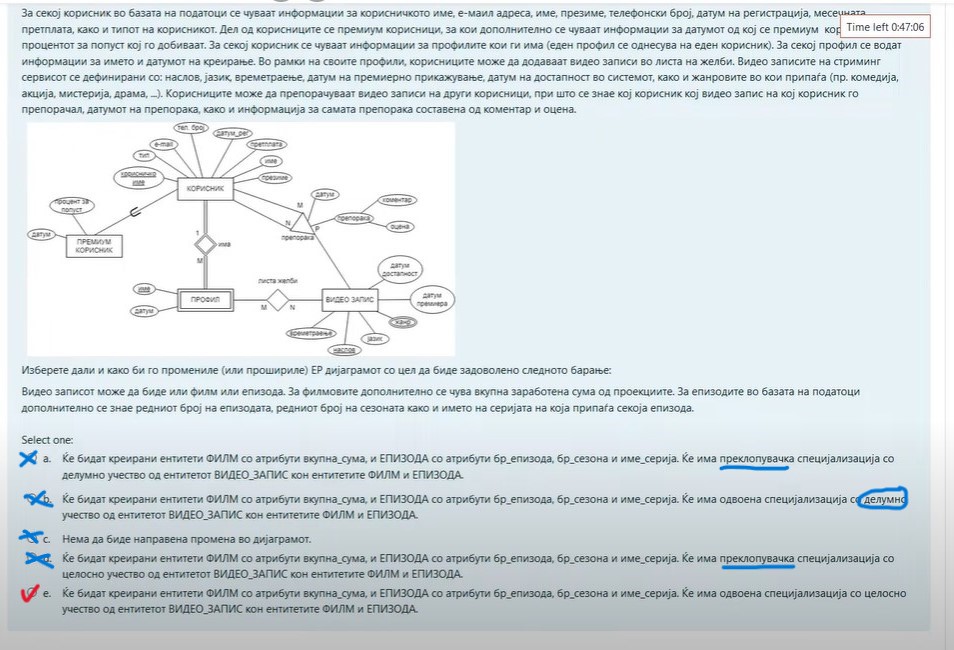 За секој корисник во базата на податоци се чуваат информации за корисничкото име, е-маил адреса, име, презиме, телефонски број, датум на регистрација, месечната
претплата, како и типот на корисникот. Дел од корисниците се премиум корисници, за кои дополнително се чуваат информации за датумот од кој се премиум кор
Time left 0:47:06
процентот за попуст кој го добиваат. За секој корисник се чуваат информации за профилите кои ги има (еден профил се однесува на еден корисник). За секој профил се водат
информации за името и датумот на креирање. Во рамки на своите профили, корисниците може да додаваат видео записи во листа на желби. Видео записите на стриминг
сервисот се дефинирани со: наслов, јазик, времетраење, датум на премиерно прикажување, датум на достапност во системот, како и жанровите во кои припаѓа (пр. комедија,
акција, мистерија, драма, ...). Корисниците може да препорачуваат видео записи на други корисници, при што се знае кој корисник кој видео запис на кој корисник го
препорачал, датумот на препорака, како и информација за самата препорака составена од коментар и оцена.
тел. број
датум_рег
e-mail
претплата
тип
име
корисничко
име
презиме
КОРИСНИК
процент за
попуст
датум
ПРЕМИУМ
КОРИСНИК
M
датум
N
P
препорака
коментар
оцена
препорака
1
има
M
листа желби
датум
достапност
име
ПРОФИЛ
M
N
ВИДЕО ЗАПИС
датум
премиера
датум
жанр
времетраење
јазик
наслов
Изберете дали и како би го промениле (или прошириле) ЕР дијаграмот со цел да биде задоволено следното барање:
Видео записот може да биде или филм или епизода. За филмовите дополнително се чува вкупна заработена сума од проекциите. За епизодите во базата на податоци
дополнително се знае редниот број на епизодата, редниот број на сезоната како и името на серијата на која припаѓа секоја епизода.
Select one:
a. Ќе бидат креирани ентитети ФИЛМ со атрибути вкупна_сума, и ЕПИЗОДА со атрибути бр_епизода, бр_сезона и име_серија. Ќе има преклопувачка специјализација со
делумно учество од ентитетот ВИДЕО_ЗАПИС кон ентитетите ФИЛМ и ЕПИЗОДА.
b. Ќе бидат креирани ентитети ФИЛМ со атрибути вкупна_сума, и ЕПИЗОДА со атрибути бр_епизода, бр_сезона и име_серија. Ќе има одвоена специјализација со делумно
учество од ентитетот ВИДЕО_ЗАПИС кон ентитетите ФИЛМ и ЕПИЗОДА.
c. Нема да биде направена промена во дијаграмот.
d. Ќе бидат креирани ентитети ФИЛМ со атрибути вкупна_сума, и ЕПИЗОДА со атрибути бр_епизода, бр_сезона и име_серија. Ќе има преклопувачка специјализација со
целосно учество од ентитетот ВИДЕО_ЗАПИС кон ентитетите ФИЛМ и ЕПИЗОДА.
e. Ќе бидат креирани ентитети ФИЛМ со атрибути вкупна_сума, и ЕПИЗОДА со атрибути бр_епизода, бр_сезона и име_серија. Ќе има одвоена специјализација со целосно
учество од ентитетот ВИДЕО_ЗАПИС кон ентитетите ФИЛМ и ЕПИЗОДА.